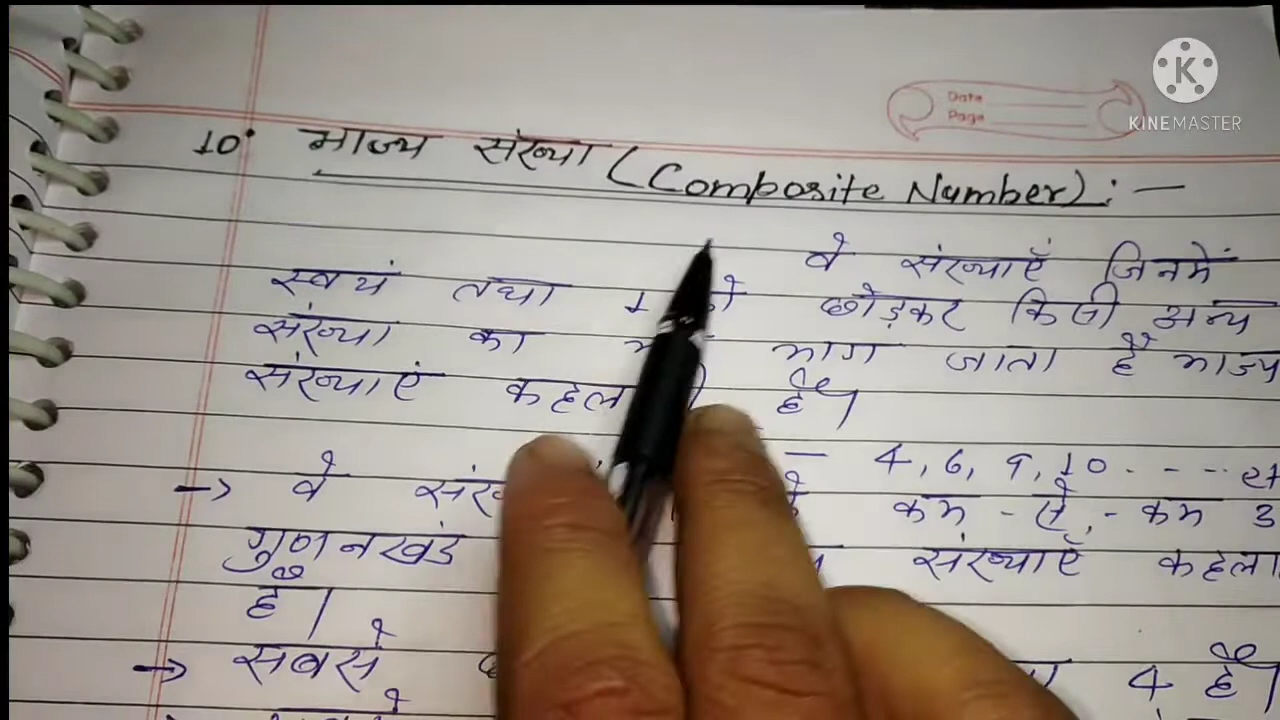 Date
Page
KINEMASTER
10. भाज्य संख्या (Composite Number) : —
वे संख्याएँ जिनमें
स्वयं तथा 1 को छोड़कर किसी अन्य
संख्या का भाग जाता है भाज्य
संख्याएं कहला है।
— 4, 6, 9, 10 - - - -
→ वे कम - से - कम 3
गुणनखंड संख्याएँ कहला
है।
→ सबसे 4 है।